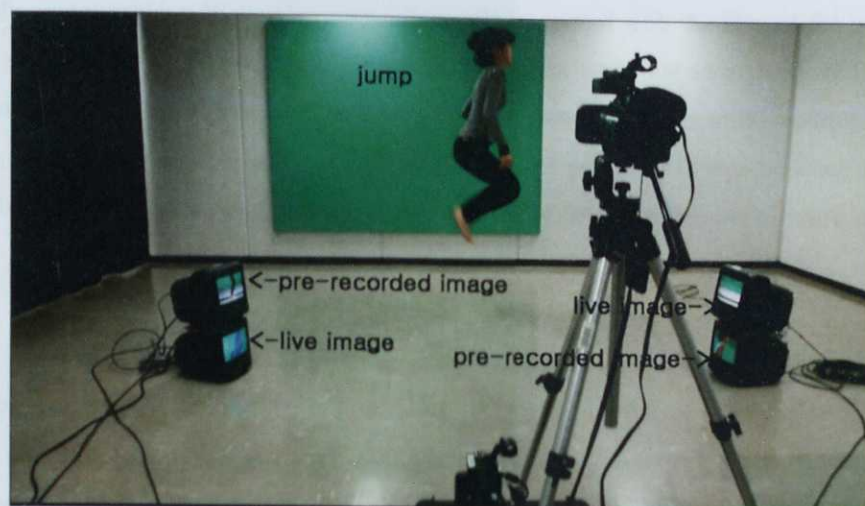 jump
<-pre-recorded image
live image->
<-live image
pre-recorded image->